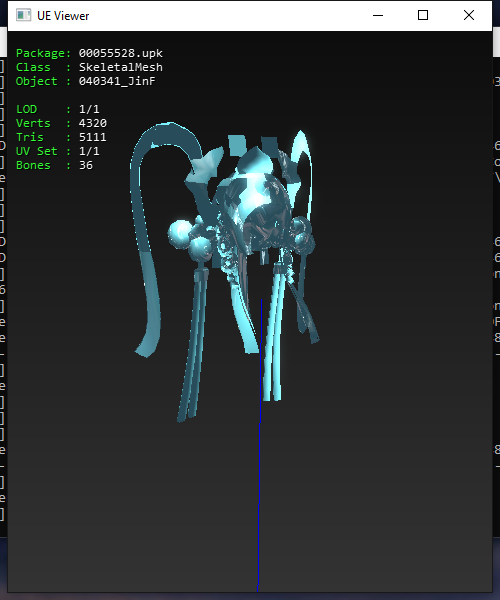 UE Viewer
Package: 00055528.upk
Class  : SkeletalMesh
Object : 040341_JinF
LOD    : 1/1
Verts  : 4320
Tris   : 5111
UV Set : 1/1
Bones  : 36